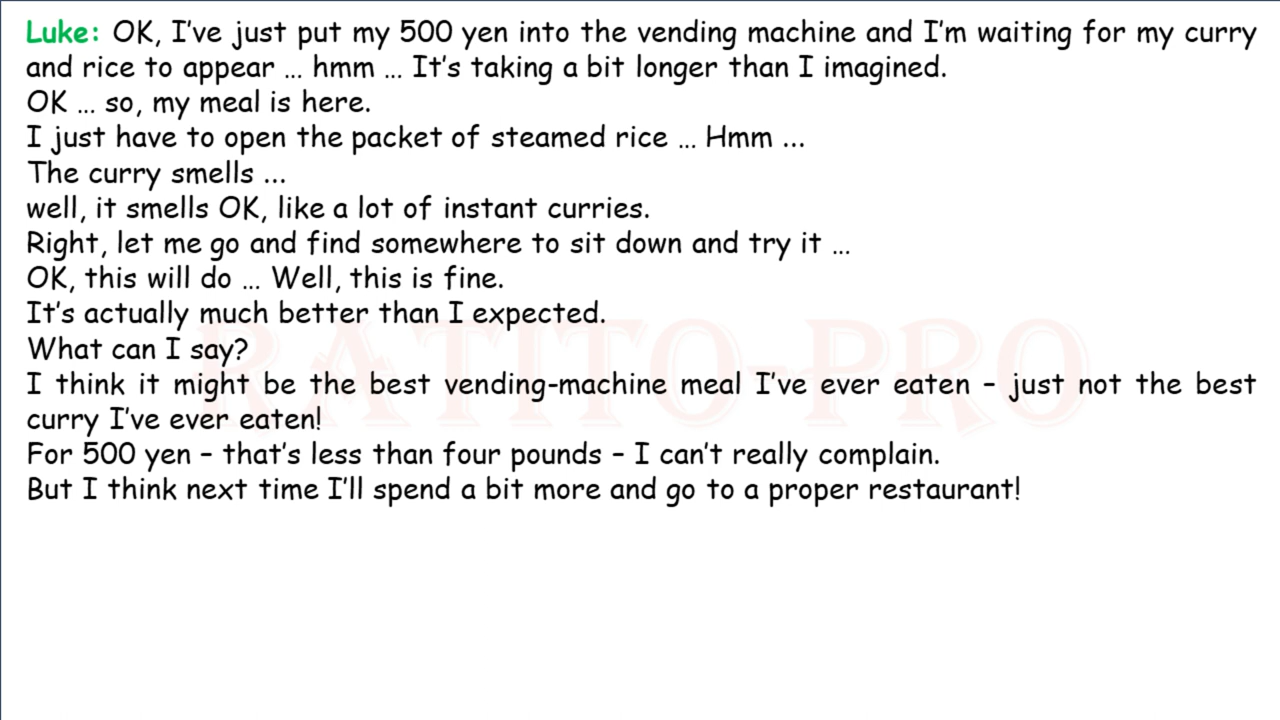 Luke: OK, I've just put my 500 yen into the vending machine and I'm waiting for my curry
and rice to appear … hmm … It's taking a bit longer than I imagined.
OK … so, my meal is here.
I just have to open the packet of steamed rice … Hmm ...
The curry smells ...
well, it smells OK, like a lot of instant curries.
Right, let me go and find somewhere to sit down and try it …
OK, this will do … Well, this is fine.
It's actually much better than I expected.
What can I say?
I think it might be the best vending-machine meal I've ever eaten – just not the best
curry I've ever eaten!
For 500 yen – that's less than four pounds – I can't really complain.
But I think next time I'll spend a bit more and go to a proper restaurant!
RATITO-PRO